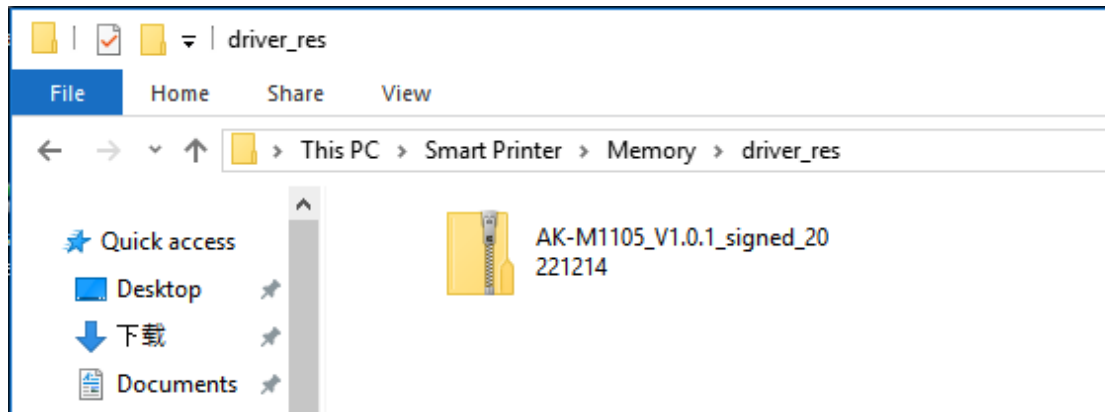 driver_res
File Home Share View
This PC > Smart Printer > Memory > driver_res
Quick access
Desktop
下载
Documents
AK-M1105_V1.0.1_signed_20
221214